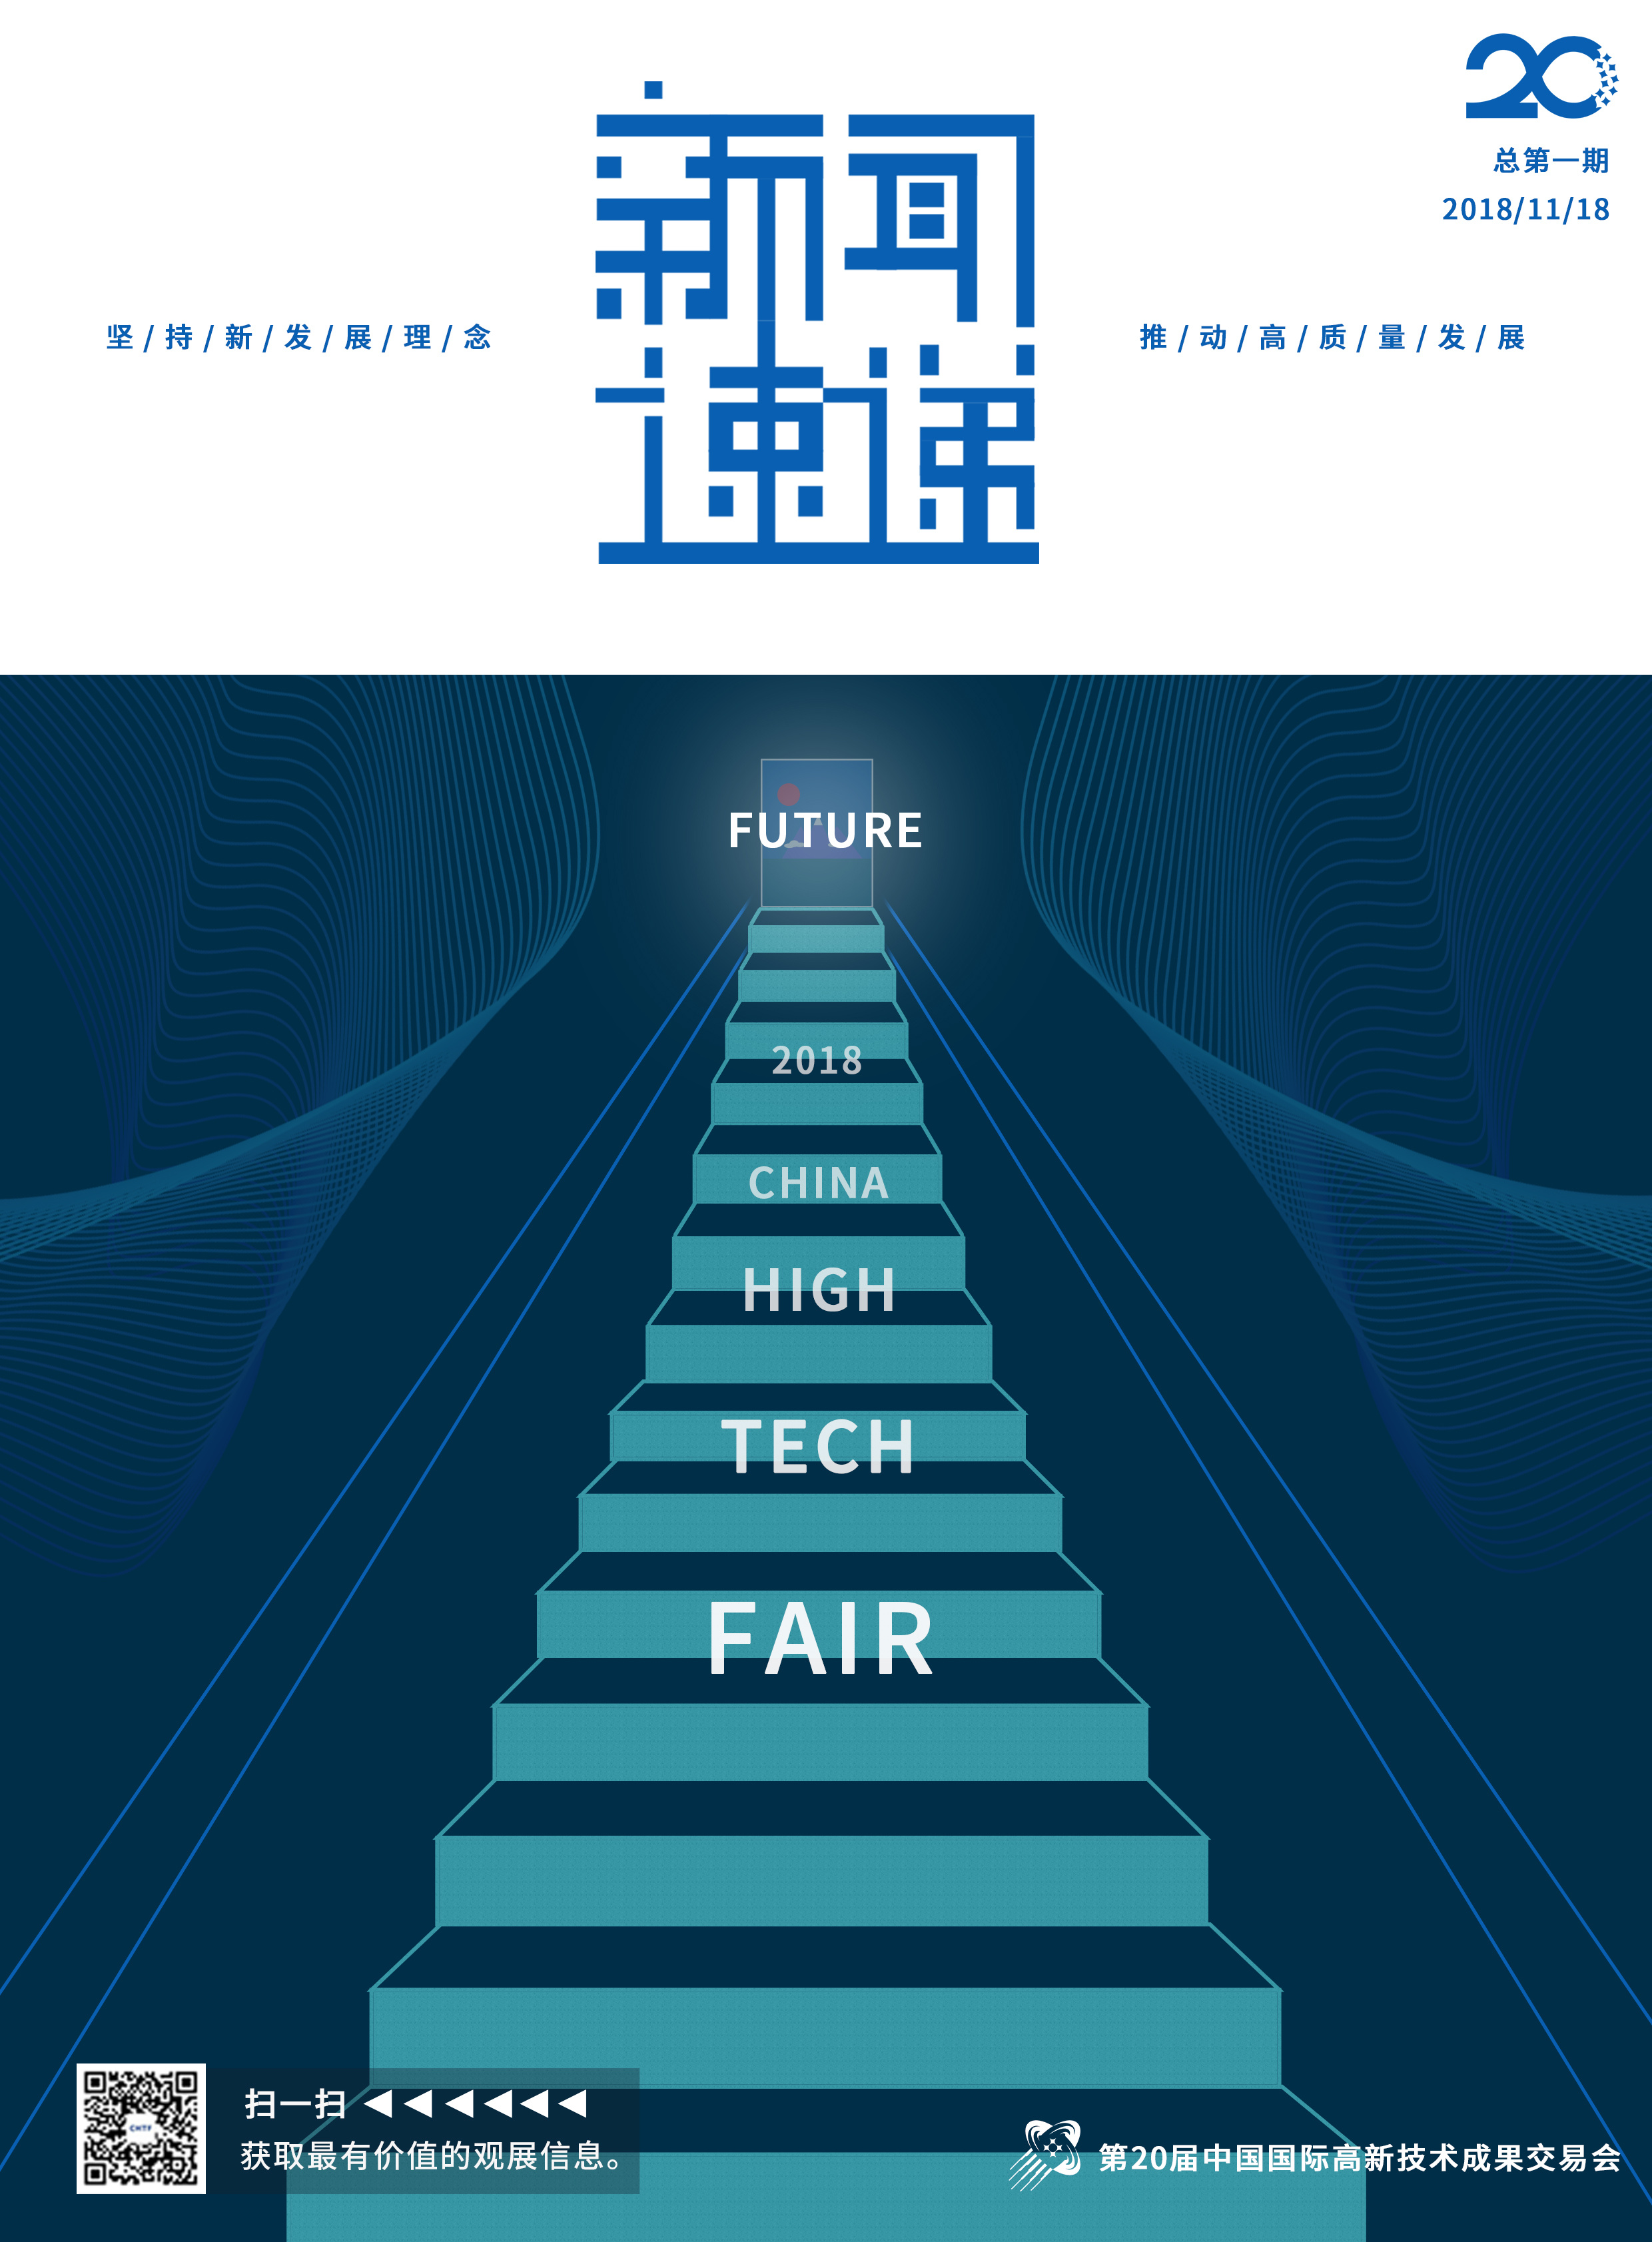 20
总第一期
2018/11/18
新闻
速递
坚/持/新/发/展/理/念
推/动/高/质/量/发/展
FUTURE
2018
CHINA
HIGH
TECH
FAIR
CHTF
扫一扫
获取最有价值的观展信息。
第20届中国国际高新技术成果交易会